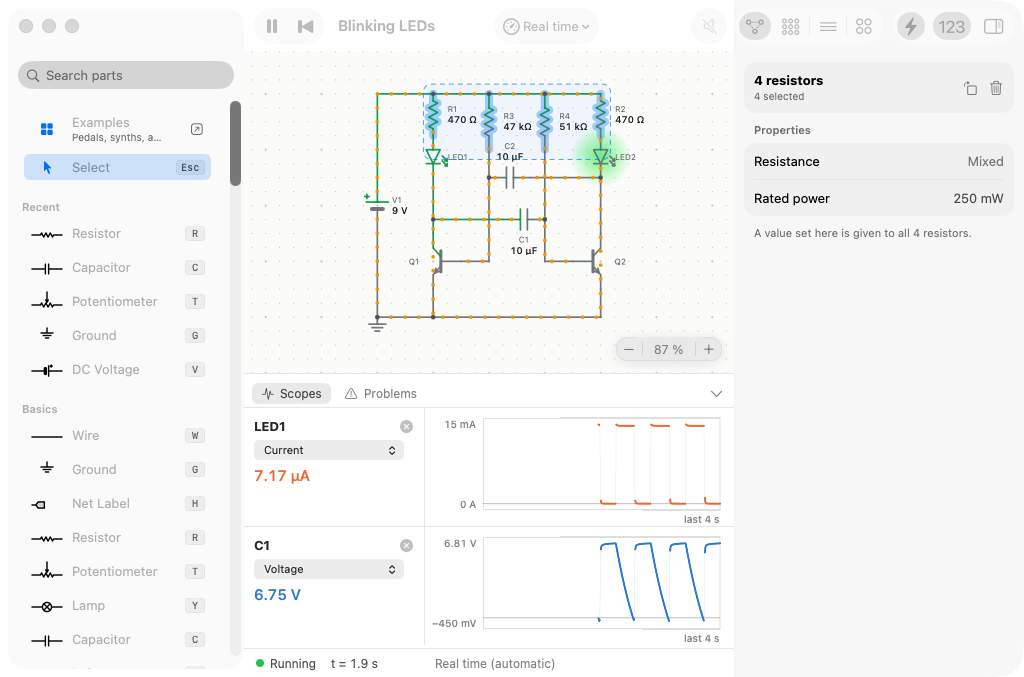 Blinking LEDs
Real time
123
Search parts
Examples
Pedals, synths, a...
Select
Esc
Recent
Resistor
R
Capacitor
C
Potentiometer
T
Ground
G
DC Voltage
V
Basics
Wire
W
Ground
G
Net Label
H
Resistor
R
Potentiometer
T
Lamp
Y
Capacitor
C
R1
470 Ω
R3
47 kΩ
R4
51 kΩ
R2
470 Ω
LED1
C2
10 µF
LED2
V1
9 V
C1
10 µF
Q1
Q2
87 %
Scopes
Problems
LED1
Current
7.17 µA
15 mA
0 A
last 4 s
C1
Voltage
6.75 V
6.81 V
−450 mV
last 4 s
Running
t = 1.9 s
Real time (automatic)
4 resistors
4 selected
Properties
Resistance
Mixed
Rated power
250 mW
A value set here is given to all 4 resistors.